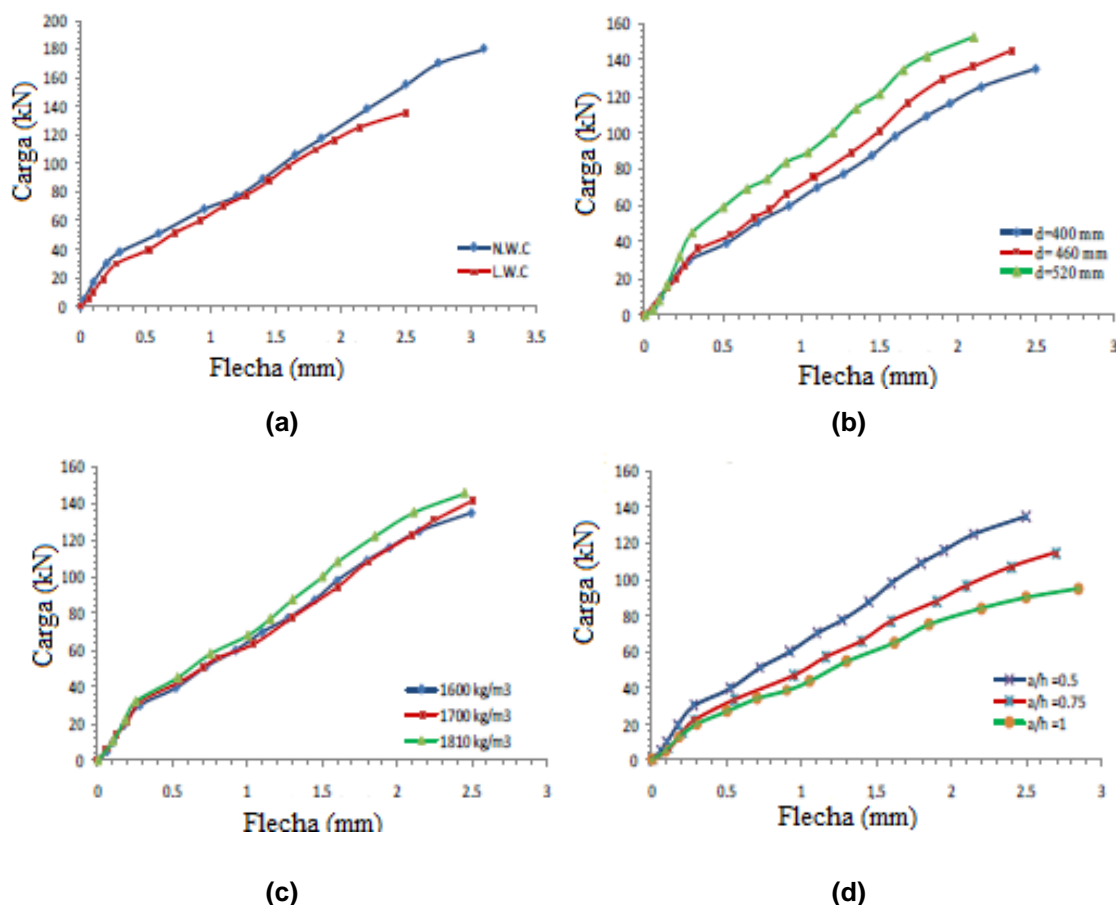 200
180
160
140
120
100
80
60
40
20
0
Carga (kN)
N.W.C
L.W.C
0 0.5 1 1.5 2 2.5 3 3.5
Flecha (mm)
(a)
160
140
120
100
80
60
40
20
0
Carga (kN)
d=400 mm
d= 460 mm
d=520 mm
0 0.5 1 1.5 2 2.5 3
Flecha (mm)
(b)
160
140
120
100
80
60
40
20
0
Carga (kN)
1600 kg/m3
1700 kg/m3
1810 kg/m3
0 0.5 1 1.5 2 2.5 3
Flecha (mm)
(c)
160
140
120
100
80
60
40
20
0
Carga (kN)
a/h =0.5
a/h =0.75
a/h =1
0 0.5 1 1.5 2 2.5 3
Flecha (mm)
(d)